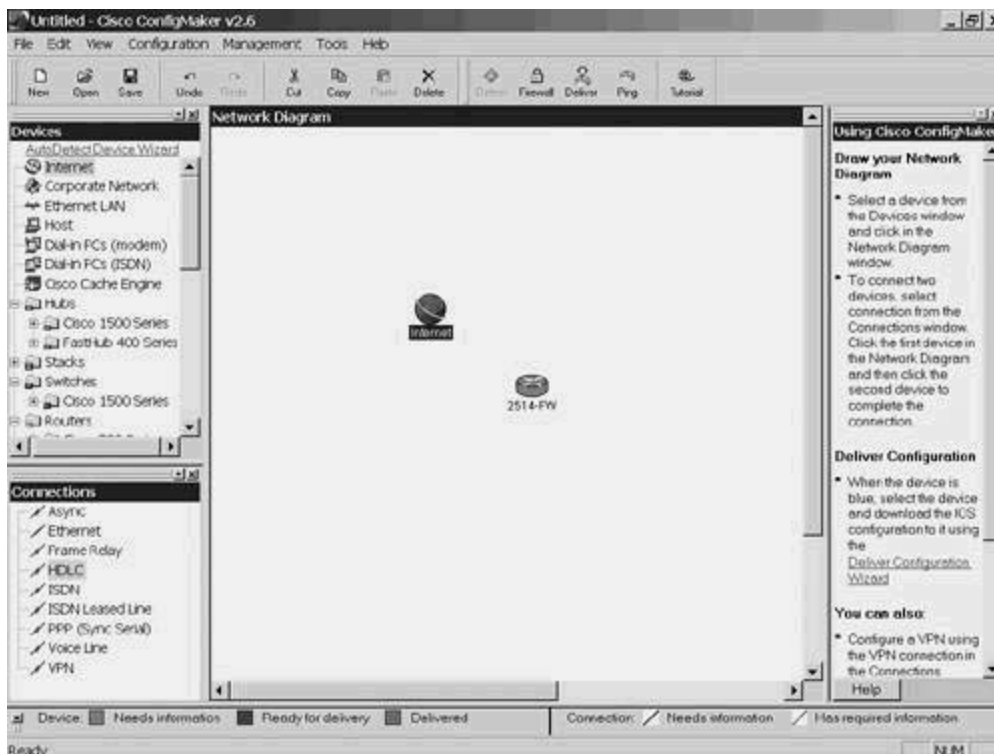 Untitled - Cisco ConfigMaker v2.6
File Edit View Configuration Management Tools Help
New Open Save Undo Redo Cut Copy Paste Delete Firewall Deliver Ping Tutorial
Devices
AutoDetect Device Wizard
Internet
Corporate Network
Ethernet LAN
Host
Dial-in PCs (modem)
Dial-in PCs (ISDN)
Cisco Cache Engine
Hubs
Cisco 1500 Series
FastHub 400 Series
Stacks
Switches
Cisco 1500 Series
Routers
Connections
Async
Ethernet
Frame Relay
HDLC
ISDN
ISDN Leased Line
PPP (Sync Serial)
Voice Line
VPN
Network Diagram
Internet
2514-FW
Using Cisco ConfigMake
Draw your Network
Diagram
Select a device from
the Devices window
and click in the
Network Diagram
window.
To connect two
devices, select
connection from the
Connections window.
Click the first device in
the Network Diagram
and then click the
second device to
complete the
connection.
Deliver Configuration
When the device is
blue, select the device
and download the IOS
configuration to it using
the
Deliver Configuration
Wizard
You can also:
Configure a VPN using
the VPN connection in
the Connections
Help
Device: Needs information Ready for delivery Delivered Connection: Needs information Has required information
Ready NUM